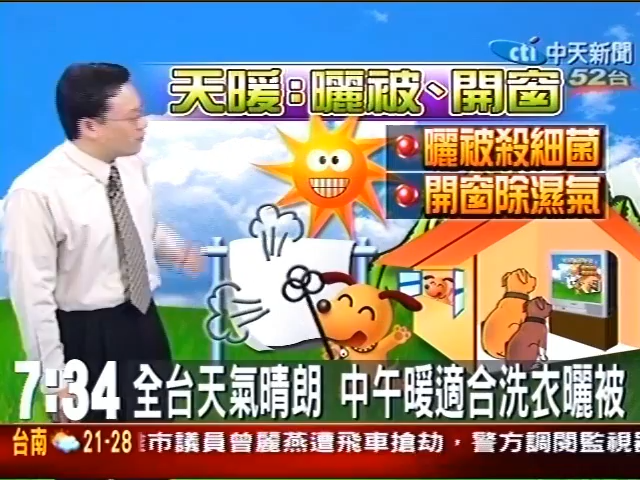 cti 中天新聞
52台
天暖:曬被、開窗
曬被殺細菌
開窗除濕氣
7:34 全台天氣晴朗 中午暖適合洗衣曬被
台南 21-28 市議員曾麗燕遭飛車搶劫，警方調閱監視